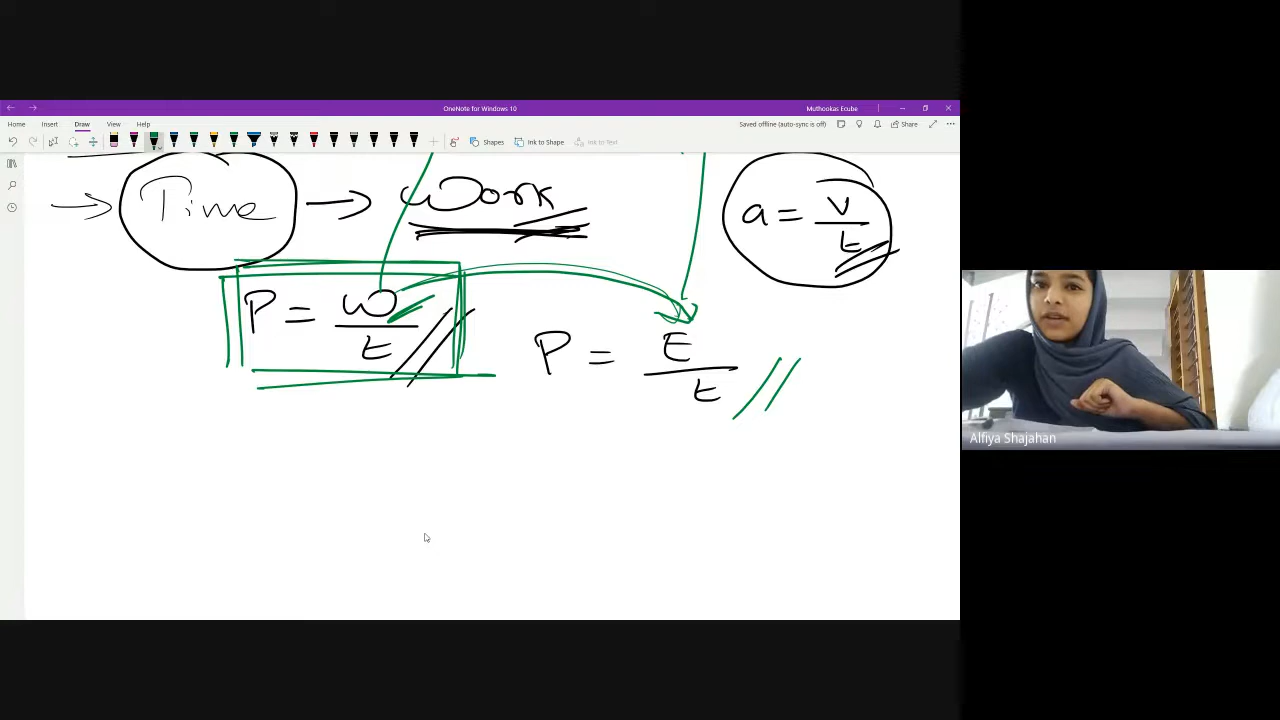 OneNote for Windows 10
Muthookas Ecube
Home Insert Draw View Help
Saved offline (auto-sync is off)
Share
Shapes
Ink to Shape
Ink to Text
→ Time → Work
a = v/t
P = W/t
P = E/t
Alfiya Shajahan